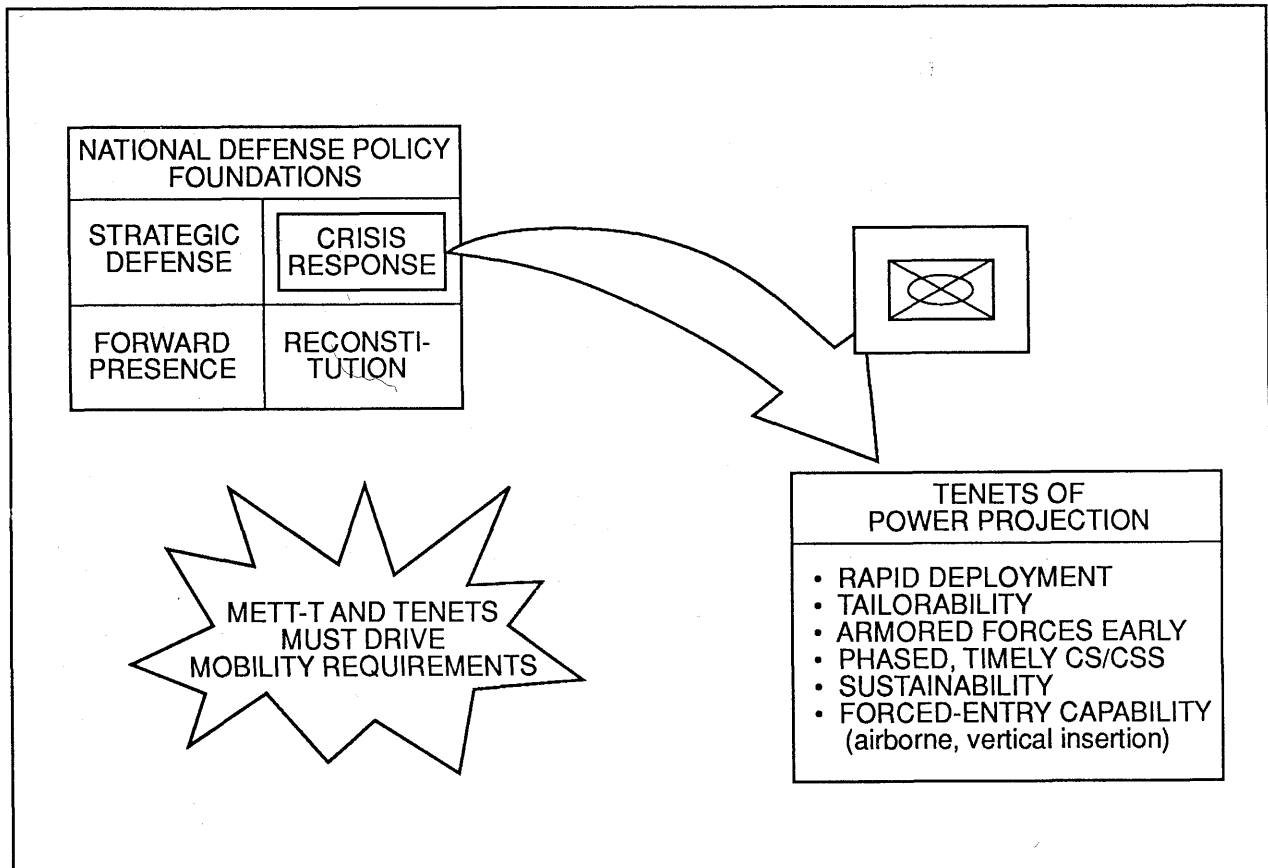 NATIONAL DEFENSE POLICY
FOUNDATIONS
STRATEGIC
DEFENSE
CRISIS
RESPONSE
FORWARD
PRESENCE
RECONSTI-
TUTION
METT-T AND TENETS
MUST DRIVE
MOBILITY REQUIREMENTS
TENETS OF
POWER PROJECTION
• RAPID DEPLOYMENT
• TAILORABILITY
• ARMORED FORCES EARLY
• PHASED, TIMELY CS/CSS
• SUSTAINABILITY
• FORCED-ENTRY CAPABILITY
(airborne, vertical insertion)